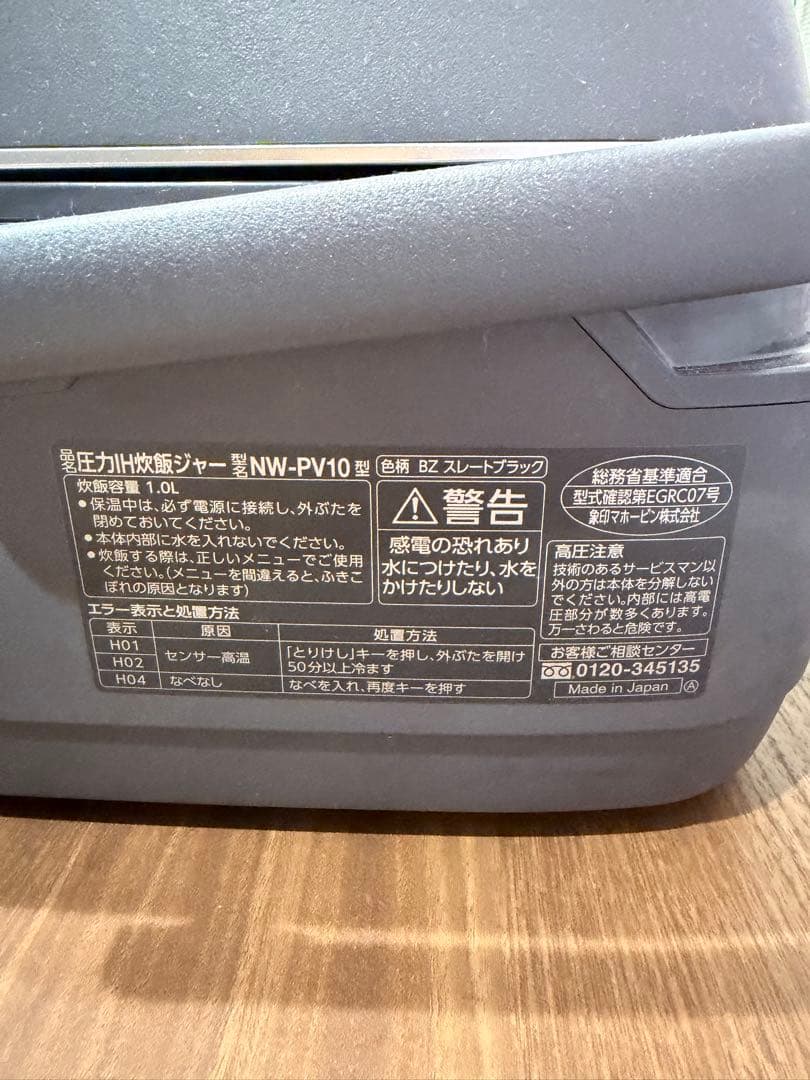 品名 圧力IH炊飯ジャー 型名 NW-PV10型 色柄 BZ スレートブラック
炊飯容量 1.0L
●保温中は、必ず電源に接続し、外ぶたを
閉めておいてください。
●本体内部に水を入れないでください。
●炊飯する際は、正しいメニューでご使用
ください。(メニューを間違えると、ふきこ
ぼれの原因となります)
警告
感電の恐れあり
水につけたり、水を
かけたりしない
総務省基準適合
型式確認第EGRC07号
象印マホービン株式会社
高圧注意
技術のあるサービスマン以
外の方は本体を分解しない
でください。内部には高電
圧部分が数多くあります。
万一さわると危険です。
エラー表示と処置方法
表示 原因 処置方法
H01
H02
センサー高温
「とりけし」キーを押し、外ぶたを開け
50分以上冷ます
H04 なべなし なべを入れ、再度キーを押す
お客様ご相談センター
0120-345135
Made in Japan Ⓐ